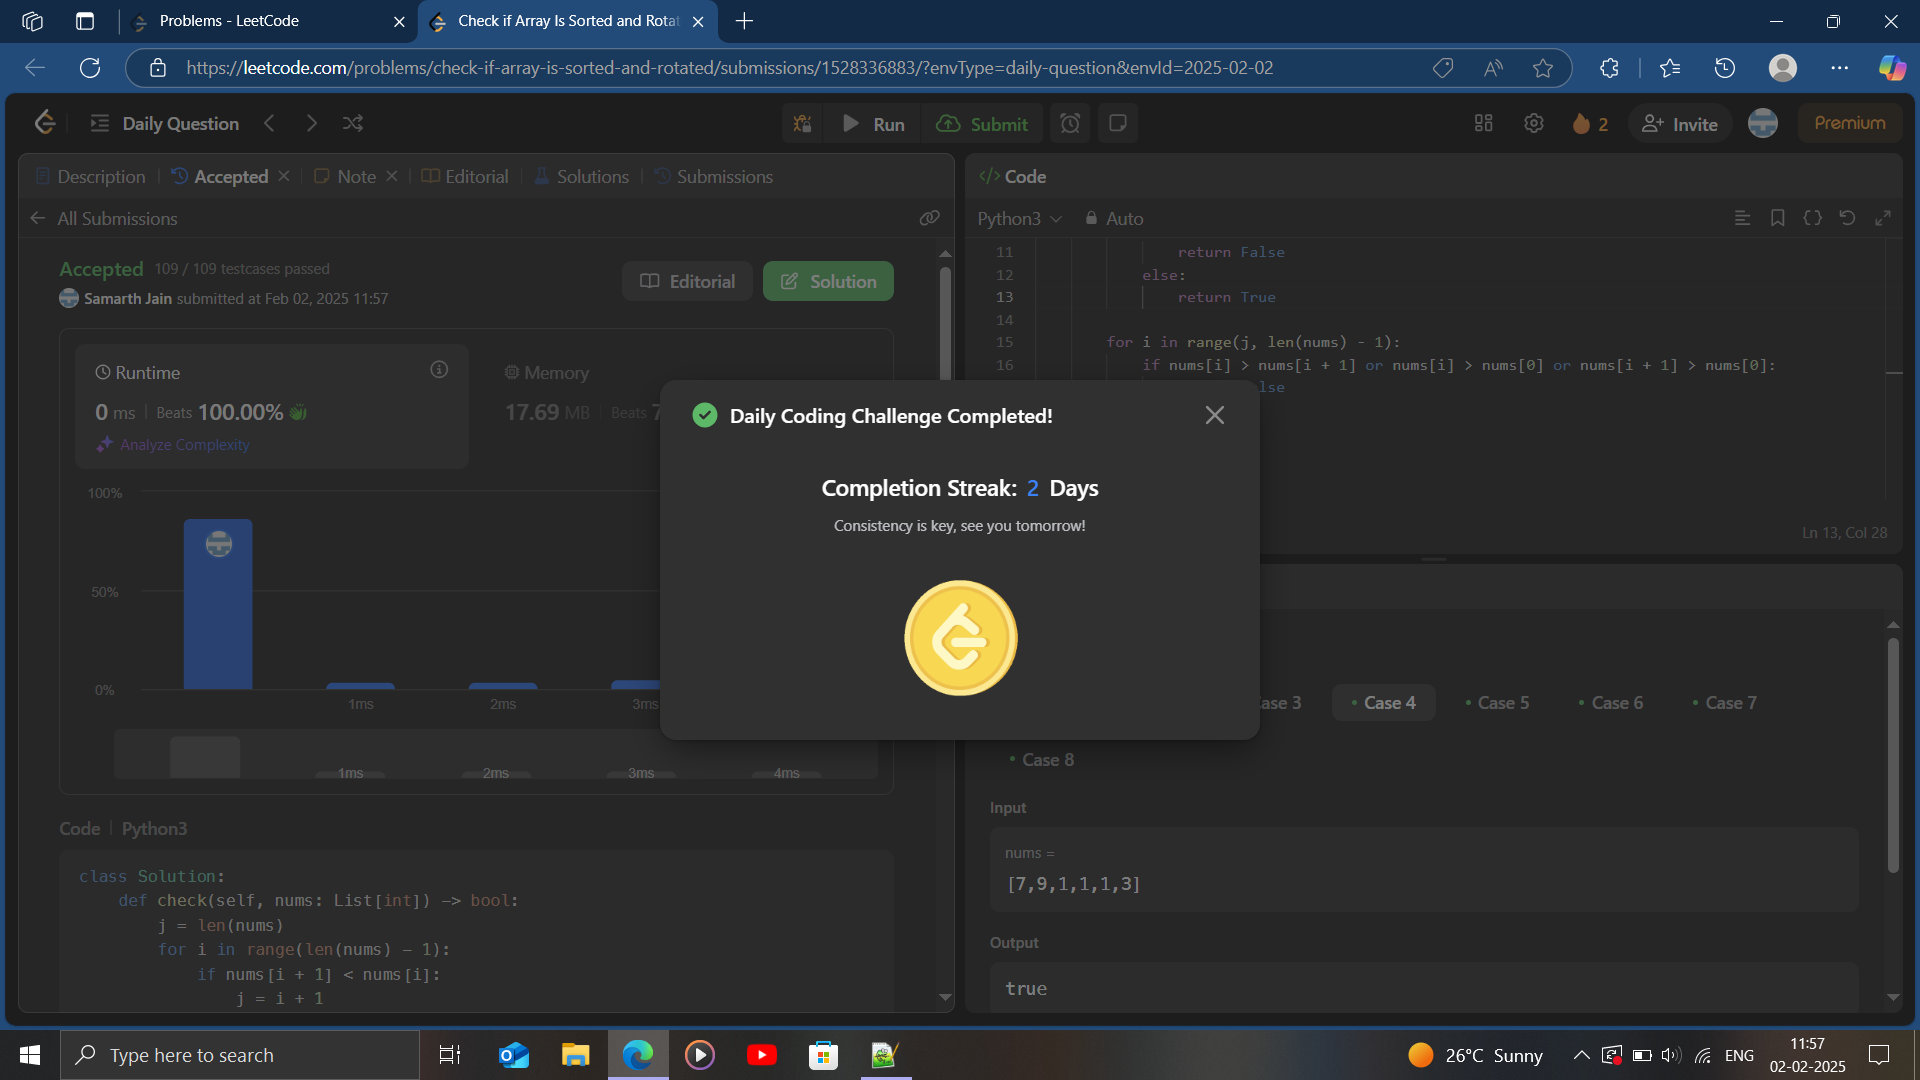 Problems - LeetCode
Check if Array Is Sorted and Rotat
https://leetcode.com/problems/check-if-array-is-sorted-and-rotated/submissions/1528336883/?envType=daily-question&envId=2025-02-02
Daily Question
Run
Submit
2
Invite
Premium
Description
Accepted
Note
Editorial
Solutions
Submissions
All Submissions
Accepted 109 / 109 testcases passed
Samarth Jain submitted at Feb 02, 2025 11:57
Editorial
Solution
Runtime
0 ms | Beats 100.00%
Analyze Complexity
Memory
17.69 MB | Beats 7
100%
50%
0%
1ms
2ms
3ms
1ms
2ms
3ms
4ms
Code | Python3
class Solution:
def check(self, nums: List[int]) -> bool:
j = len(nums)
for i in range(len(nums) - 1):
if nums[i + 1] < nums[i]:
j = i + 1
Daily Coding Challenge Completed!
Completion Streak: 2 Days
Consistency is key, see you tomorrow!
</> Code
Python3
Auto
11 return False
12 else:
13 return True
14
15 for i in range(j, len(nums) - 1):
16 if nums[i] > nums[i + 1] or nums[i] > nums[0] or nums[i + 1] > nums[0]:
lse
Ln 13, Col 28
ase 3
Case 4
Case 5
Case 6
Case 7
Case 8
Input
nums =
[7,9,1,1,1,3]
Output
true
Type here to search
26°C Sunny
ENG
11:57
02-02-2025